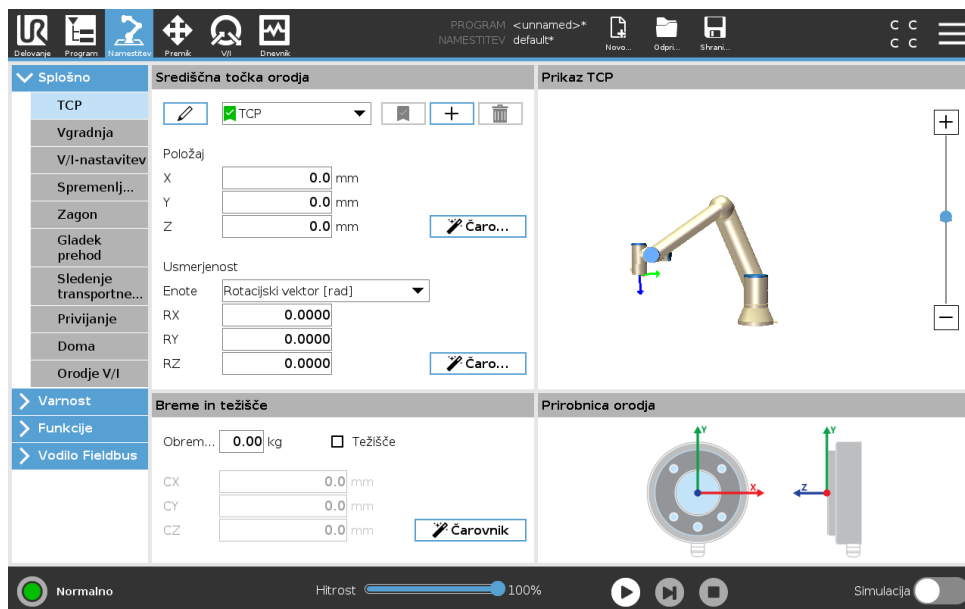 PROGRAM <unnamed>*
NAMESTITEV default*
Delovanje
Program
Namestitev
Premik
V/I
Dnevnik
Novo...
Odpri...
Shrani...
C C
C C
Splošno
TCP
Vgradnja
V/I-nastavitev
Spremenlj...
Zagon
Gladek
prehod
Sledenje
transportne...
Privijanje
Doma
Orodje V/I
Varnost
Funkcije
Vodilo Fieldbus
Središčna točka orodja
TCP
Položaj
X 0.0 mm
Y 0.0 mm
Z 0.0 mm
Čaro...
Usmerjenost
Enote Rotacijski vektor [rad]
RX 0.0000
RY 0.0000
RZ 0.0000
Čaro...
Prikaz TCP
Breme in težišče
Obrem... 0.00 kg Težišče
CX 0.0 mm
CY 0.0 mm
CZ 0.0 mm
Čarovnik
Prirobnica orodja
Y
X
Y
Z
Normalno
Hitrost 100%
Simulacija